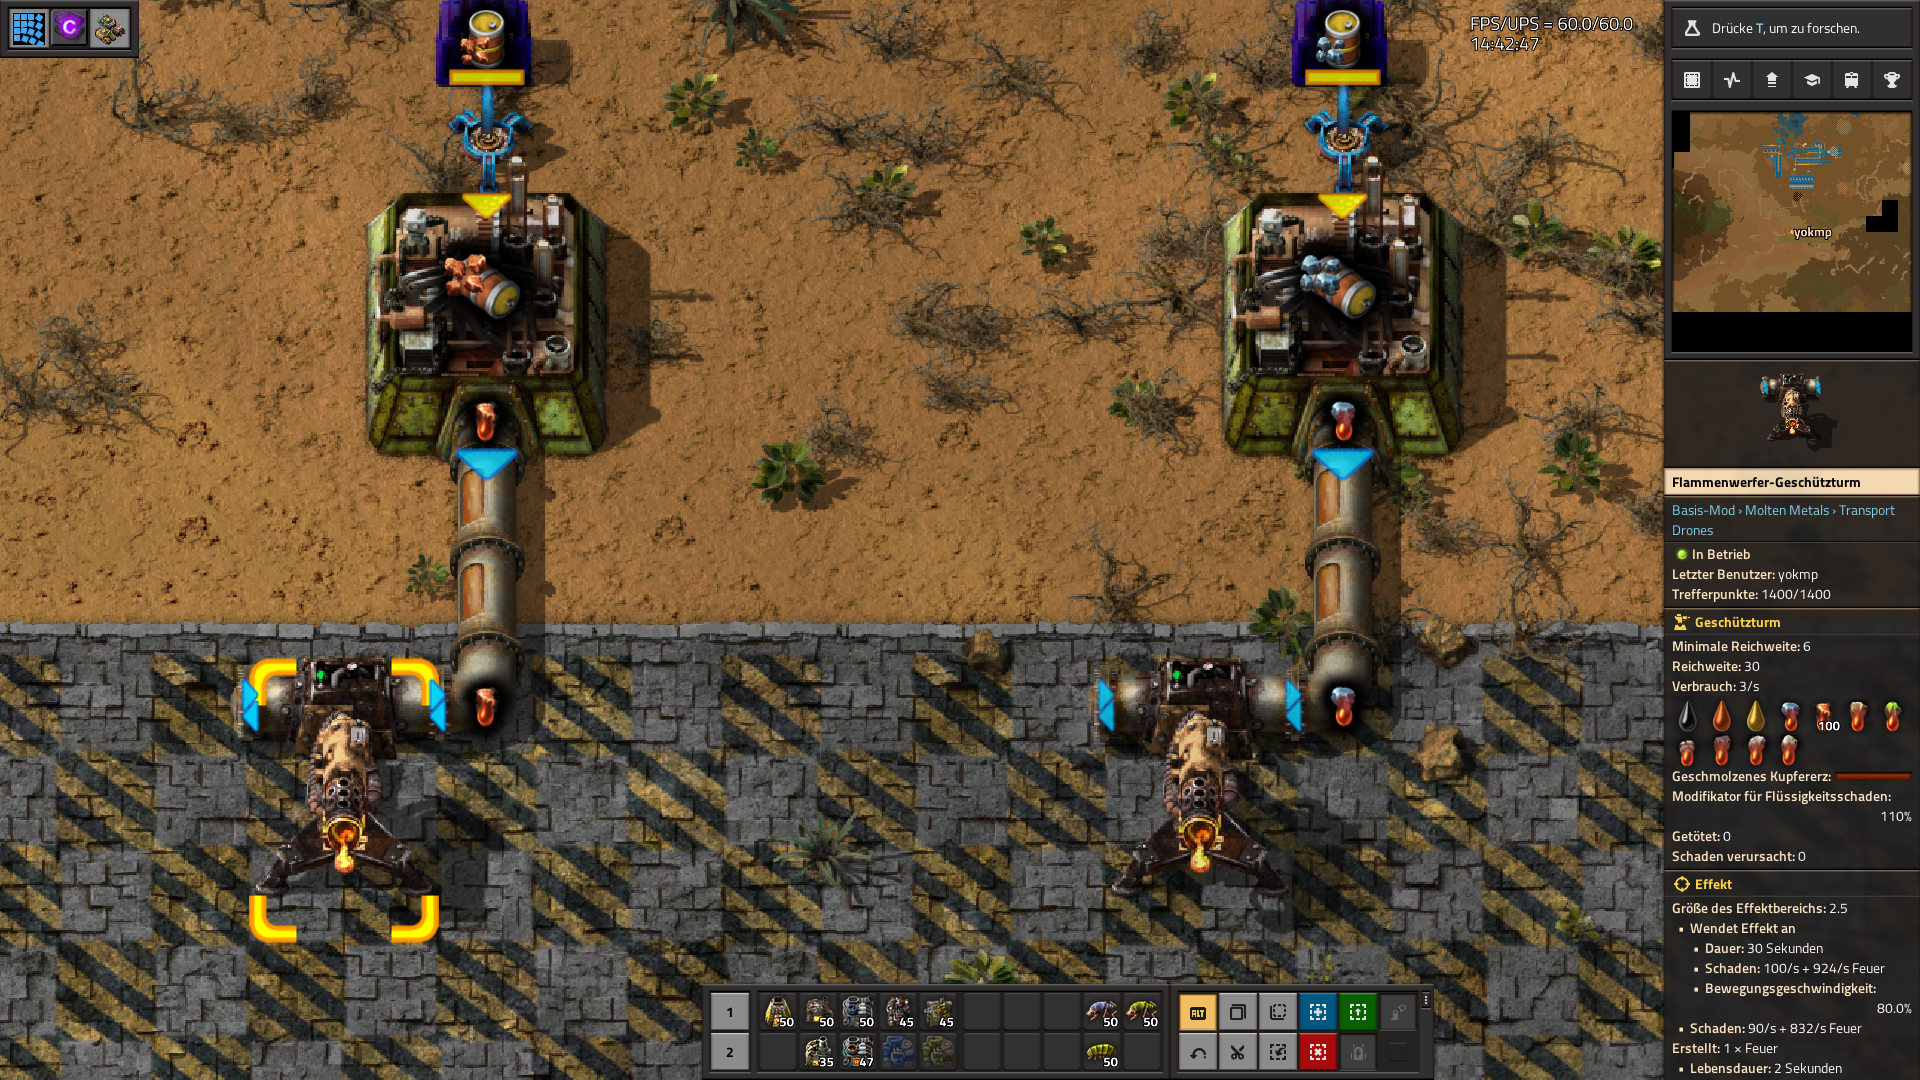 C
FPS/UPS = 60.0/60.0
14:42:47
Drücke T, um zu forschen.
yokmp
Flammenwerfer-Geschützturm
Basis-Mod › Molten Metals › Transport
Drones
In Betrieb
Letzter Benutzer: yokmp
Trefferpunkte: 1400/1400
Geschützturm
Minimale Reichweite: 6
Reichweite: 30
Verbrauch: 3/s
100
Geschmolzenes Kupfererz:
Modifikator für Flüssigkeitsschaden:
110%
Getötet: 0
Schaden verursacht: 0
Effekt
Größe des Effektbereichs: 2.5
▪ Wendet Effekt an
▪ Dauer: 30 Sekunden
▪ Schaden: 100/s + 924/s Feuer
▪ Bewegungsgeschwindigkeit:
80.0%
▪ Schaden: 90/s + 832/s Feuer
Erstellt: 1 × Feuer
▪ Lebensdauer: 2 Sekunden
1 50 50 50 45 45 50 50 ALT
2 35 47 50